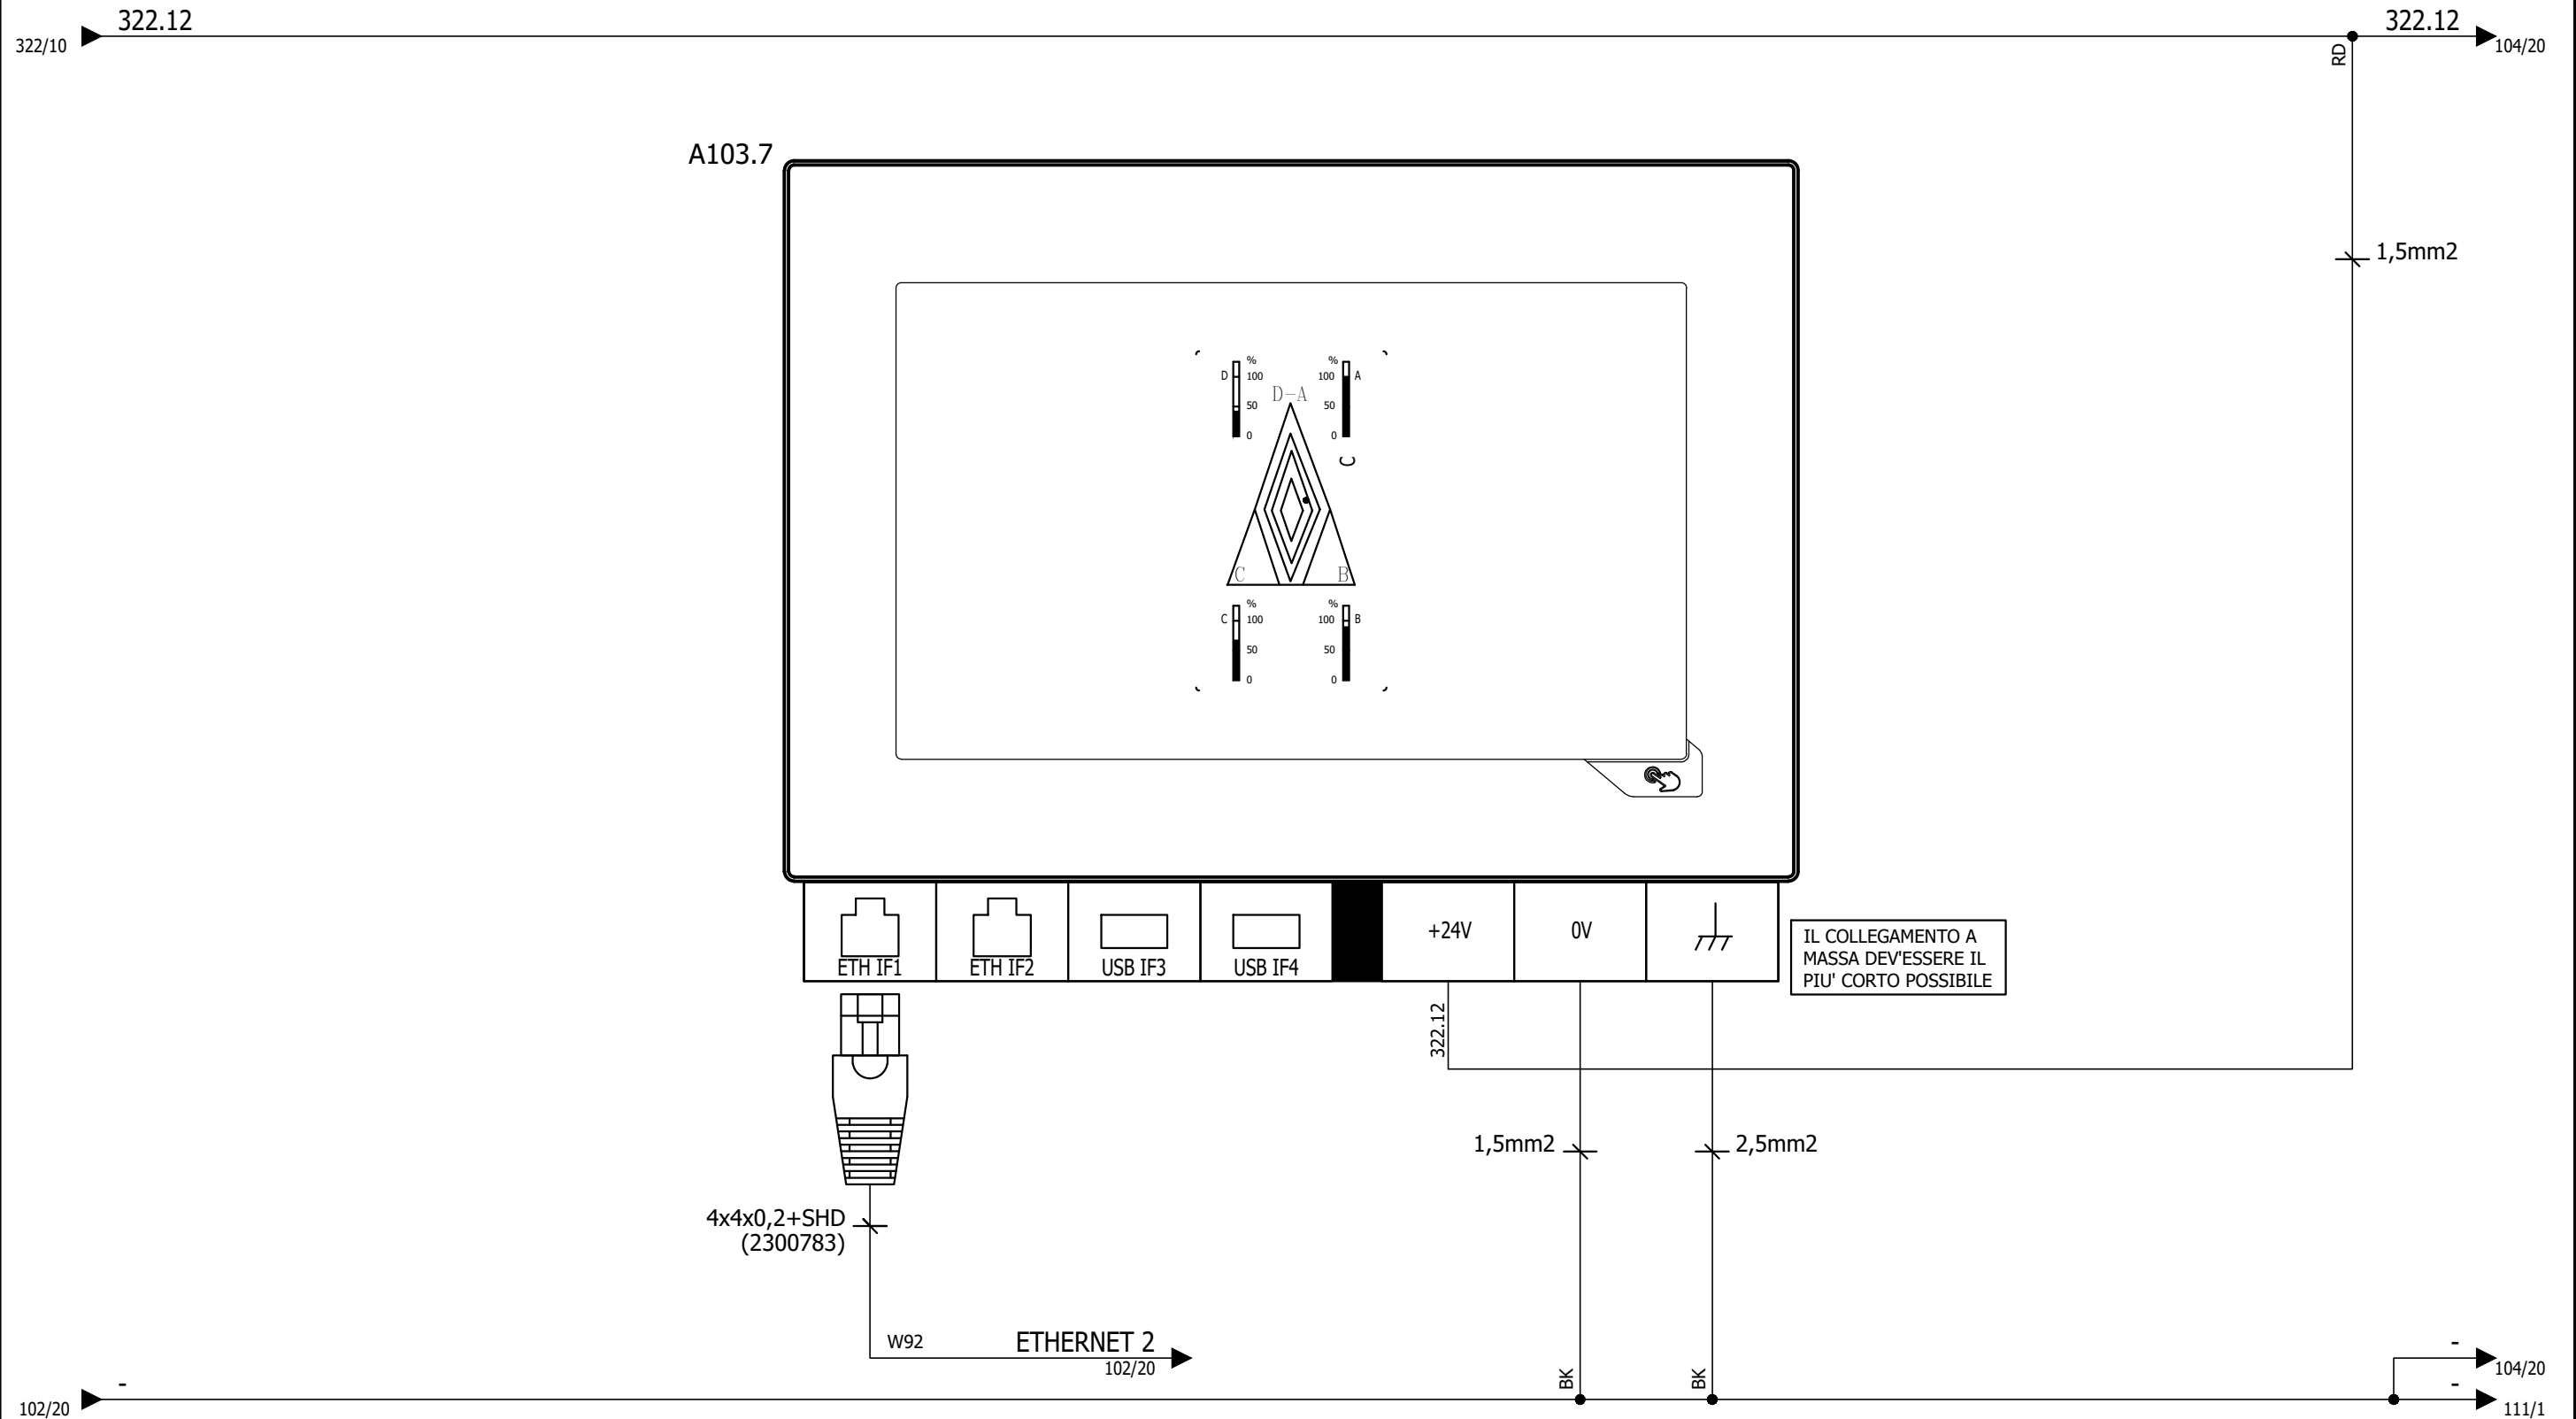 322.12
322.12
322/10
104/20
RD
A103.7
1,5mm2
% %
D 100 100 A
D-A
50 50
0 0
C
C B
% %
C 100 100 B
50 50
0 0
+24V
0V
ETH IF1
ETH IF2
USB IF3
USB IF4
IL COLLEGAMENTO A
MASSA DEV'ESSERE IL
PIU' CORTO POSSIBILE
322.12
1,5mm2
2,5mm2
4x4x0,2+SHD
(2300783)
W92
ETHERNET 2
102/20
BK
BK
-
104/20
-
-
102/20
111/1